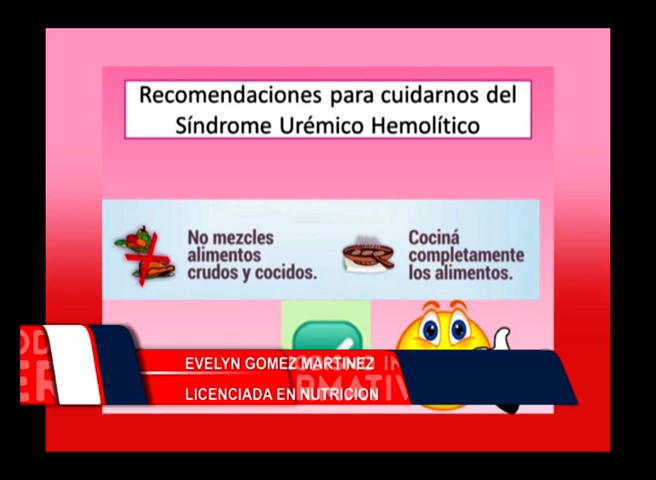 Recomendaciones para cuidarnos del
Síndrome Urémico Hemolítico
No mezcles
alimentos
crudos y cocidos.
Cociná
completamente
los alimentos.
EVELYN GOMEZ MARTINEZ
LICENCIADA EN NUTRICION